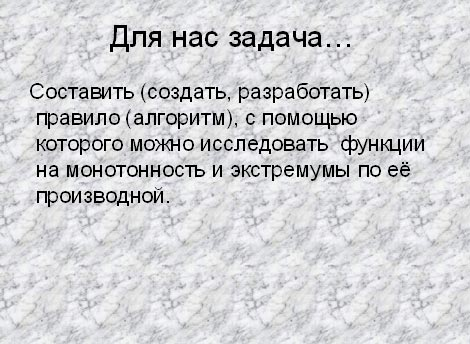 Для нас задача…
Составить (создать, разработать)
правило (алгоритм), с помощью
которого можно исследовать функции
на монотонность и экстремумы по её
производной.